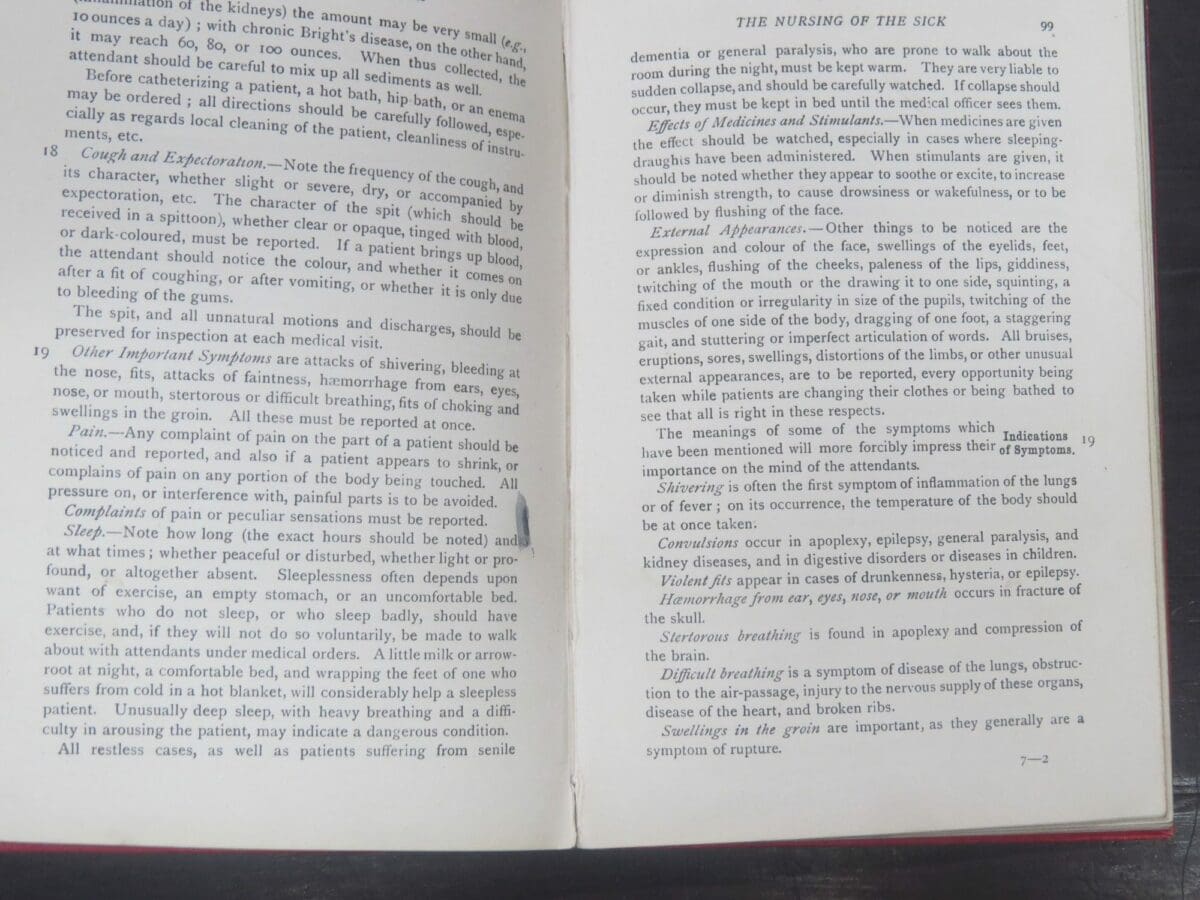 of the kidneys) the amount may be very small (e.g.,
10 ounces a day) ; with chronic Bright's disease, on the other hand,
it may reach 60, 80, or 100 ounces. When thus collected, the
attendant should be careful to mix up all sediments as well.
Before catheterizing a patient, a hot bath, hip bath, or an enema
may be ordered ; all directions should be carefully followed, espe-
cially as regards local cleaning of the patient, cleanliness of instru-
ments, etc.
18 Cough and Expectoration.—Note the frequency of the cough, and
its character, whether slight or severe, dry, or accompanied by
expectoration, etc. The character of the spit (which should be
received in a spittoon), whether clear or opaque, tinged with blood,
or dark-coloured, must be reported. If a patient brings up blood,
the attendant should notice the colour, and whether it comes on
after a fit of coughing, or after vomiting, or whether it is only due
to bleeding of the gums.
The spit, and all unnatural motions and discharges, should be
preserved for inspection at each medical visit.
19 Other Important Symptoms are attacks of shivering, bleeding at
the nose, fits, attacks of faintness, hæmorrhage from ears, eyes,
nose, or mouth, stertorous or difficult breathing, fits of choking and
swellings in the groin. All these must be reported at once.
Pain.—Any complaint of pain on the part of a patient should be
noticed and reported, and also if a patient appears to shrink, or
complains of pain on any portion of the body being touched. All
pressure on, or interference with, painful parts is to be avoided.
Complaints of pain or peculiar sensations must be reported.
Sleep.—Note how long (the exact hours should be noted) and
at what times ; whether peaceful or disturbed, whether light or pro-
found, or altogether absent. Sleeplessness often depends upon
want of exercise, an empty stomach, or an uncomfortable bed.
Patients who do not sleep, or who sleep badly, should have
exercise, and, if they will not do so voluntarily, be made to walk
about with attendants under medical orders. A little milk or arrow-
root at night, a comfortable bed, and wrapping the feet of one who
suffers from cold in a hot blanket, will considerably help a sleepless
patient. Unusually deep sleep, with heavy breathing and a diffi-
culty in arousing the patient, may indicate a dangerous condition.
All restless cases, as well as patients suffering from senile
THE NURSING OF THE SICK 99
dementia or general paralysis, who are prone to walk about the
room during the night, must be kept warm. They are very liable to
sudden collapse, and should be carefully watched. If collapse should
occur, they must be kept in bed until the medical officer sees them.
Effects of Medicines and Stimulants.—When medicines are given
the effect should be watched, especially in cases where sleeping-
draughts have been administered. When stimulants are given, it
should be noted whether they appear to soothe or excite, to increase
or diminish strength, to cause drowsiness or wakefulness, or to be
followed by flushing of the face.
External Appearances.—Other things to be noticed are the
expression and colour of the face, swellings of the eyelids, feet,
or ankles, flushing of the cheeks, paleness of the lips, giddiness,
twitching of the mouth or the drawing it to one side, squinting, a
fixed condition or irregularity in size of the pupils, twitching of the
muscles of one side of the body, dragging of one foot, a staggering
gait, and stuttering or imperfect articulation of words. All bruises,
eruptions, sores, swellings, distortions of the limbs, or other unusual
external appearances, are to be reported, every opportunity being
taken while patients are changing their clothes or being bathed to
see that all is right in these respects.
The meanings of some of the symptoms which
have been mentioned will more forcibly impress their
importance on the mind of the attendants.
Indications 19
of Symptoms.
Shivering is often the first symptom of inflammation of the lungs
or of fever ; on its occurrence, the temperature of the body should
be at once taken.
Convulsions occur in apoplexy, epilepsy, general paralysis, and
kidney diseases, and in digestive disorders or diseases in children.
Violent fits appear in cases of drunkenness, hysteria, or epilepsy.
Hæmorrhage from ear, eyes, nose, or mouth occurs in fracture of
the skull.
Stertorous breathing is found in apoplexy and compression of
the brain.
Difficult breathing is a symptom of disease of the lungs, obstruc-
tion to the air-passage, injury to the nervous supply of these organs,
disease of the heart, and broken ribs.
Swellings in the groin are important, as they generally are a
symptom of rupture.
7—2